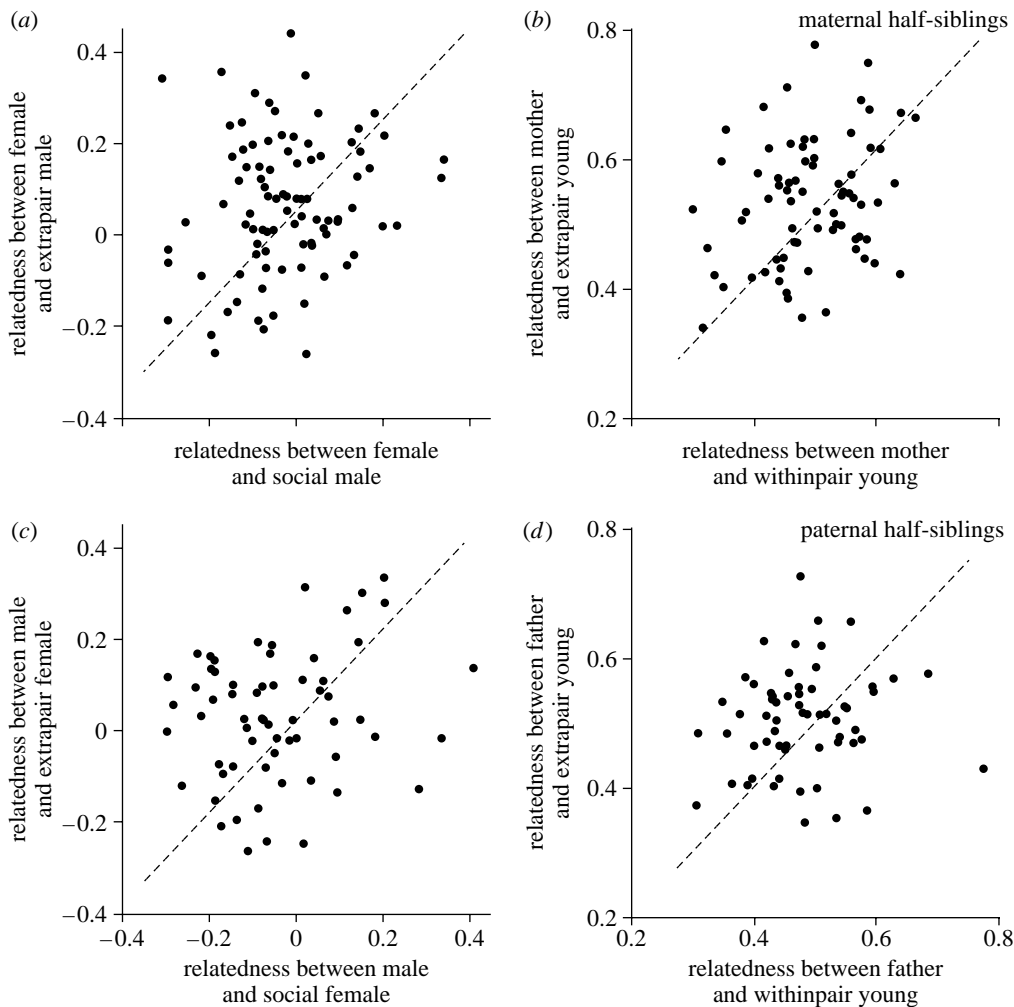 (a)
0.4
0.2
0
−0.2
−0.4
relatedness between female
and extrapair male
relatedness between female
and social male
(b)
maternal half-siblings
0.8
0.6
0.4
0.2
relatedness between mother
and extrapair young
relatedness between mother
and withinpair young
(c)
0.4
0.2
0
−0.2
−0.4
relatedness between male
and extrapair female
−0.4
−0.2
0
0.2
0.4
relatedness between male
and social female
(d)
paternal half-siblings
0.8
0.6
0.4
0.2
relatedness between father
and extrapair young
0.2
0.4
0.6
0.8
relatedness between father
and withinpair young